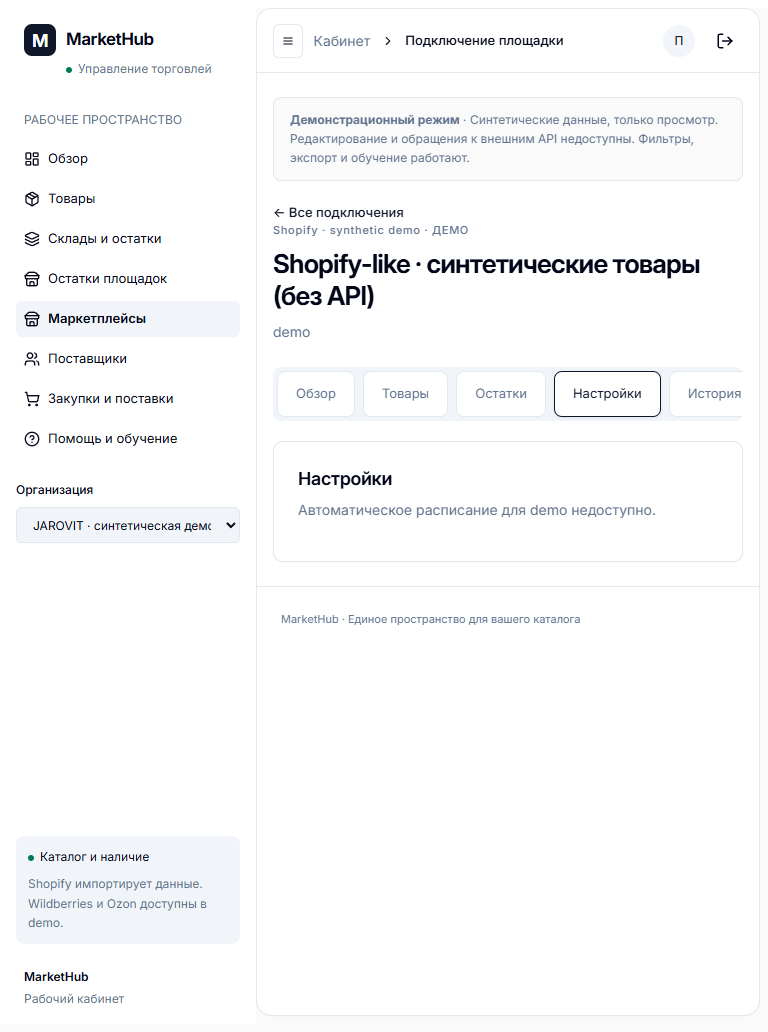 M MarketHub
Управление торговлей
РАБОЧЕЕ ПРОСТРАНСТВО
Обзор
Товары
Склады и остатки
Остатки площадок
Маркетплейсы
Поставщики
Закупки и поставки
Помощь и обучение
Организация
JAROVIT · синтетическая демо
Каталог и наличие
Shopify импортирует данные.
Wildberries и Ozon доступны в
demo.
MarketHub
Рабочий кабинет
Кабинет > Подключение площадки П
Демонстрационный режим · Синтетические данные, только просмотр.
Редактирование и обращения к внешним API недоступны. Фильтры,
экспорт и обучение работают.
← Все подключения
Shopify · synthetic demo · ДЕМО
Shopify-like · синтетические товары
(без API)
demo
Обзор Товары Остатки Настройки История
Настройки
Автоматическое расписание для demo недоступно.
MarketHub · Единое пространство для вашего каталога